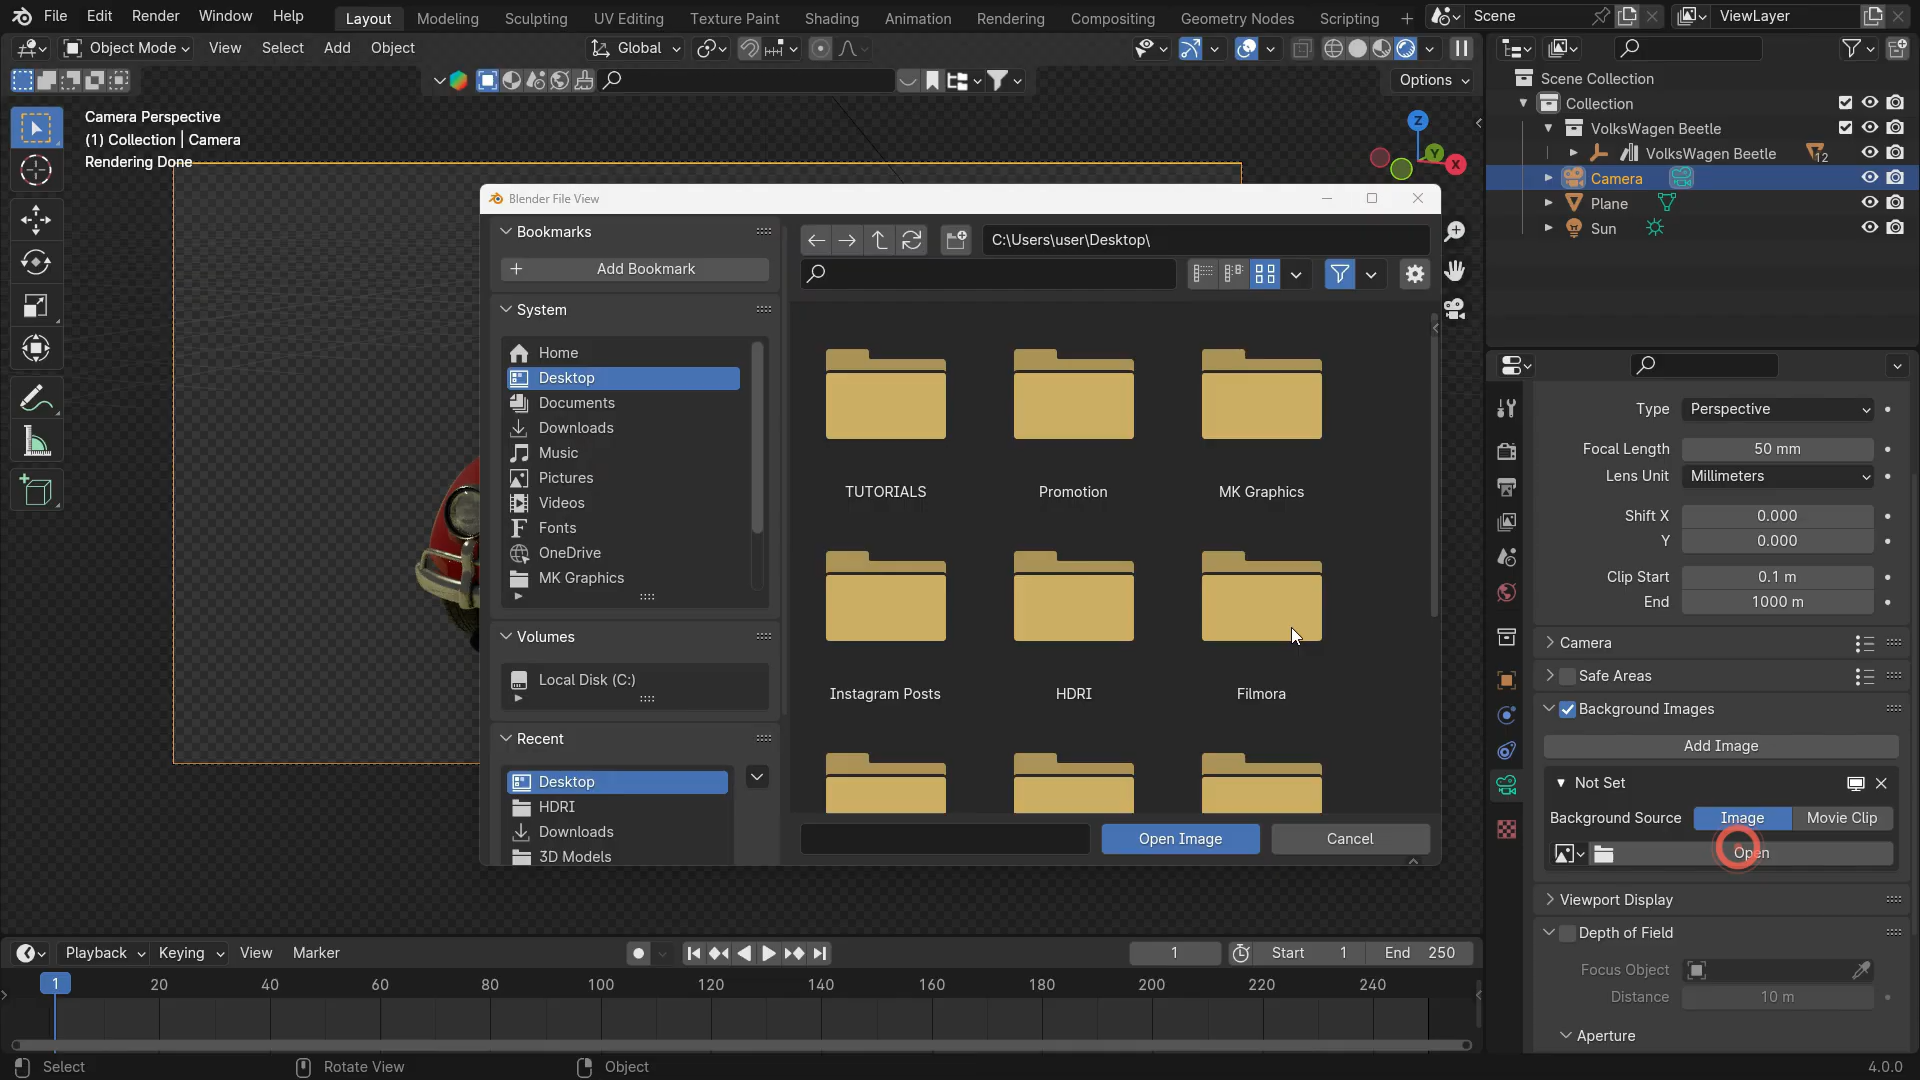 File Edit Render Window Help Layout Modeling Sculpting UV Editing Texture Paint Shading Animation Rendering Compositing Geometry Nodes Scripting + Scene ViewLayer
Object Mode View Select Add Object Global
Options
Camera Perspective
(1) Collection | Camera
Rendering Done
Z
Y
X
Scene Collection
Collection
VolksWagen Beetle
VolksWagen Beetle 12
Camera
Plane
Sun
Blender File View
Bookmarks
Add Bookmark
System
Home
Desktop
Documents
Downloads
Music
Pictures
Videos
Fonts
OneDrive
MK Graphics
Volumes
Local Disk (C:)
Recent
Desktop
HDRI
Downloads
3D Models
C:\Users\user\Desktop\
TUTORIALS Promotion MK Graphics
Instagram Posts HDRI Filmora
Open Image Cancel
Type Perspective
Focal Length 50 mm
Lens Unit Millimeters
Shift X 0.000
Y 0.000
Clip Start 0.1 m
End 1000 m
Camera
Safe Areas
Background Images
Add Image
Not Set
Background Source Image Movie Clip
Open
Viewport Display
Depth of Field
Focus Object
Distance 10 m
Aperture
Playback Keying View Marker 1 Start 1 End 250
1 20 40 60 80 100 120 140 160 180 200 220 240
Select Rotate View Object 4.0.0